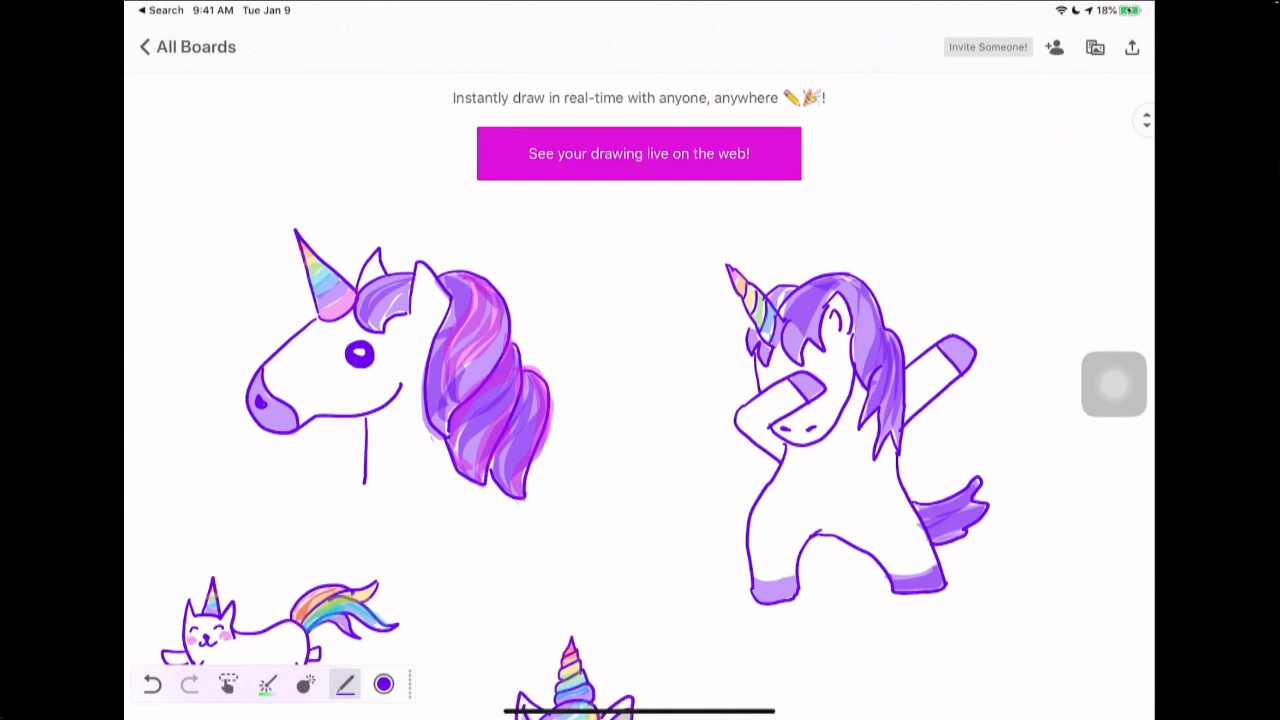 Search 9:41 AM Tue Jan 9
18%
All Boards
Invite Someone!
Instantly draw in real-time with anyone, anywhere ✏️🎉!
See your drawing live on the web!